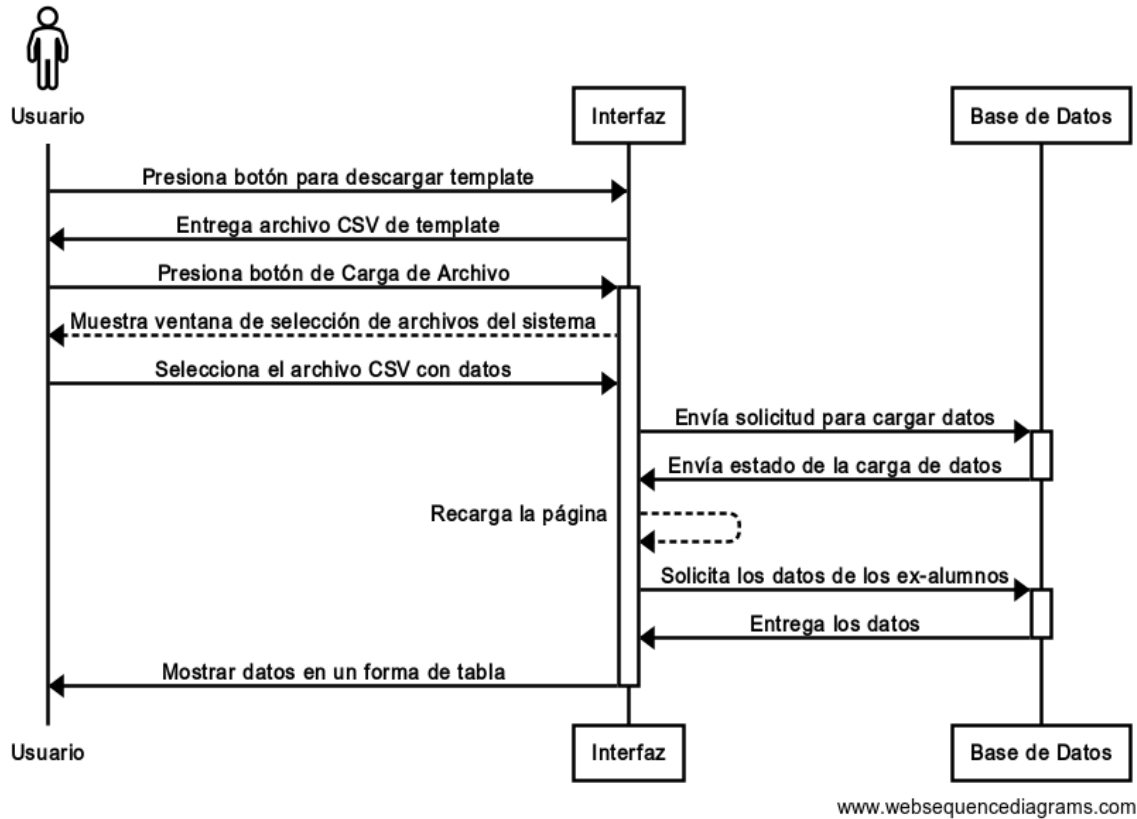 Usuario
Interfaz
Base de Datos
Presiona botón para descargar template
Entrega archivo CSV de template
Presiona botón de Carga de Archivo
Muestra ventana de selección de archivos del sistema
Selecciona el archivo CSV con datos
Envía solicitud para cargar datos
Envía estado de la carga de datos
Recarga la página
Solicita los datos de los ex-alumnos
Entrega los datos
Mostrar datos en un forma de tabla
Usuario
Interfaz
Base de Datos
www.websequencediagrams.com